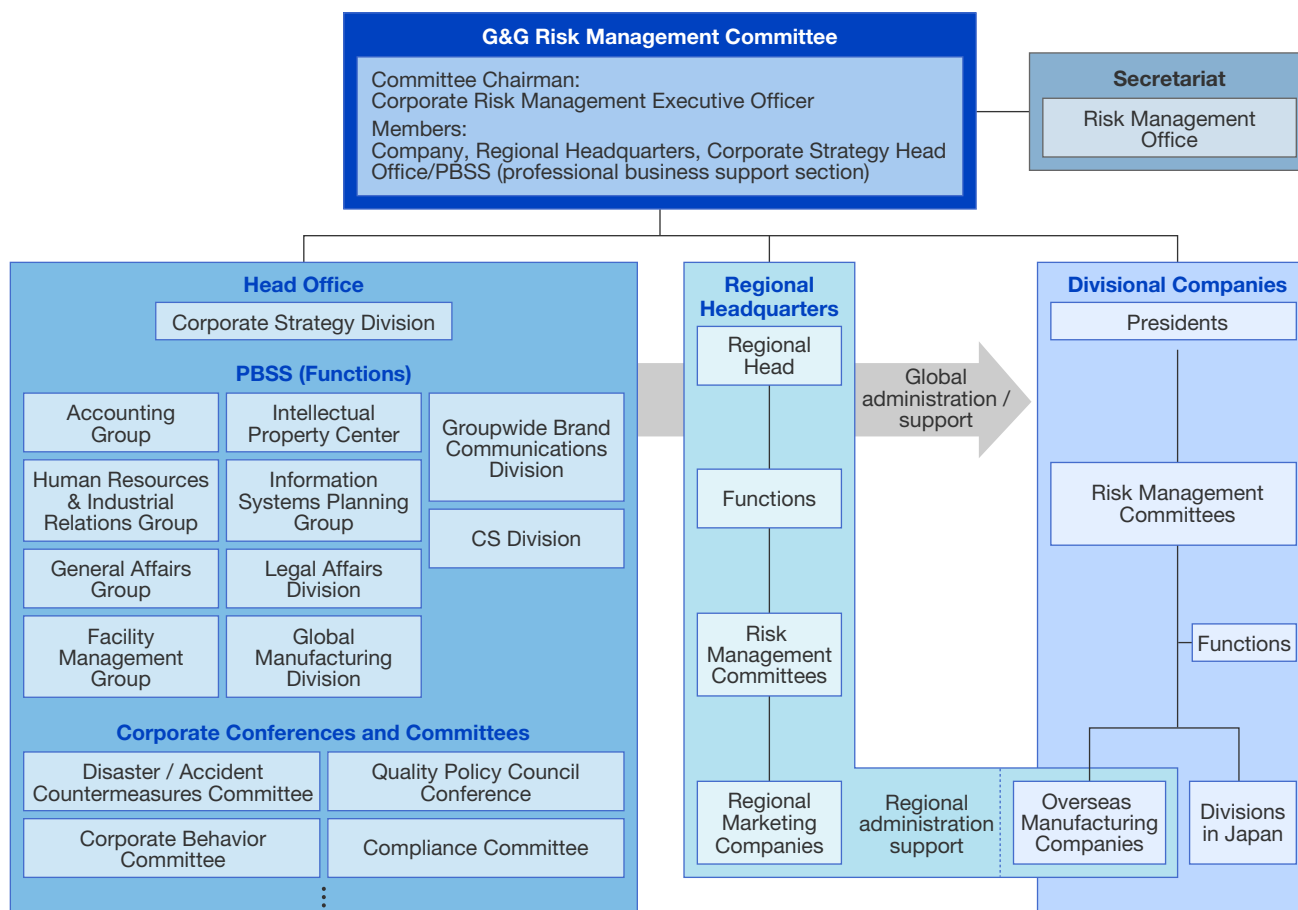 G&G Risk Management Committee
Committee Chairman:
Corporate Risk Management Executive Officer
Members:
Company, Regional Headquarters, Corporate Strategy Head
Office/PBSS (professional business support section)
Secretariat
Risk Management
Office
Head Office
Corporate Strategy Division
PBSS (Functions)
Accounting
Group
Intellectual
Property Center
Groupwide Brand
Communications
Division
Human Resources
& Industrial
Relations Group
Information
Systems Planning
Group
CS Division
General Affairs
Group
Legal Affairs
Division
Facility
Management
Group
Global
Manufacturing
Division
Corporate Conferences and Committees
Disaster / Accident
Countermeasures Committee
Quality Policy Council
Conference
Corporate Behavior
Committee
Compliance Committee
Regional
Headquarters
Regional
Head
Functions
Risk
Management
Committees
Regional
Marketing
Companies
Global
administration /
support
Regional
administration
support
Divisional Companies
Presidents
Risk Management
Committees
Functions
Overseas
Manufacturing
Companies
Divisions
in Japan